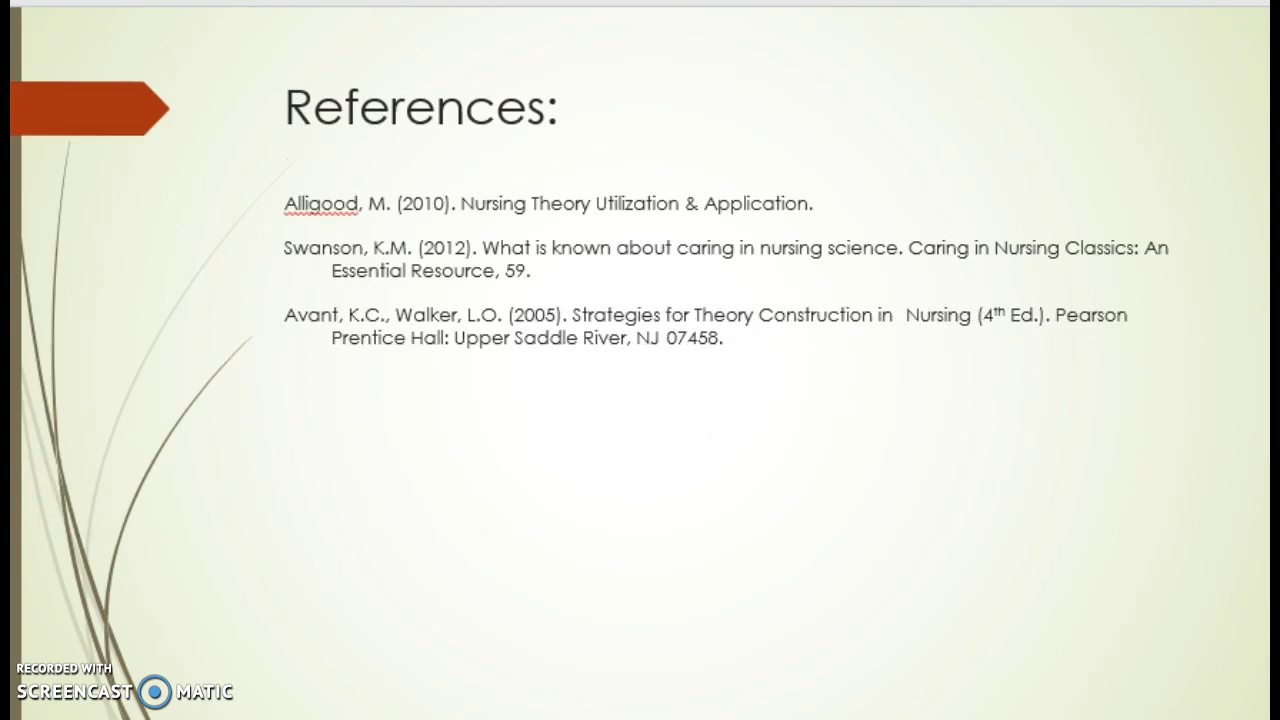 References:
Alligood, M. (2010). Nursing Theory Utilization & Application.
Swanson, K.M. (2012). What is known about caring in nursing science. Caring in Nursing Classics: An
Essential Resource, 59.
Avant, K.C., Walker, L.O. (2005). Strategies for Theory Construction in  Nursing (4th Ed.). Pearson
Prentice Hall: Upper Saddle River, NJ 07458.
RECORDED WITH
SCREENCAST MATIC